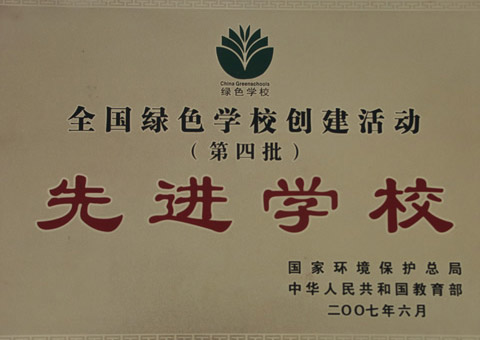 China Greenschools
绿色学校
全国绿色学校创建活动
（第四批）
先进学校
国家环境保护总局
中华人民共和国教育部
二〇〇七年六月